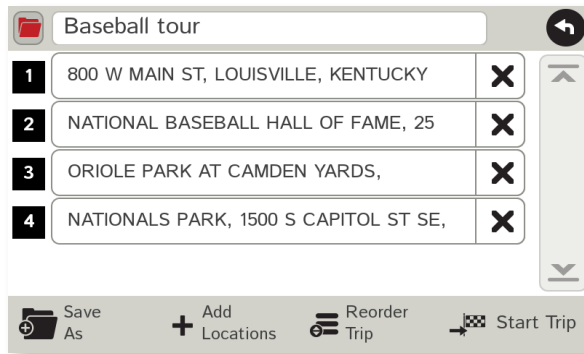 Baseball tour
1 800 W MAIN ST, LOUISVILLE, KENTUCKY
2 NATIONAL BASEBALL HALL OF FAME, 25
3 ORIOLE PARK AT CAMDEN YARDS,
4 NATIONALS PARK, 1500 S CAPITOL ST SE,
Save
As
Add
Locations
Reorder
Trip
Start Trip